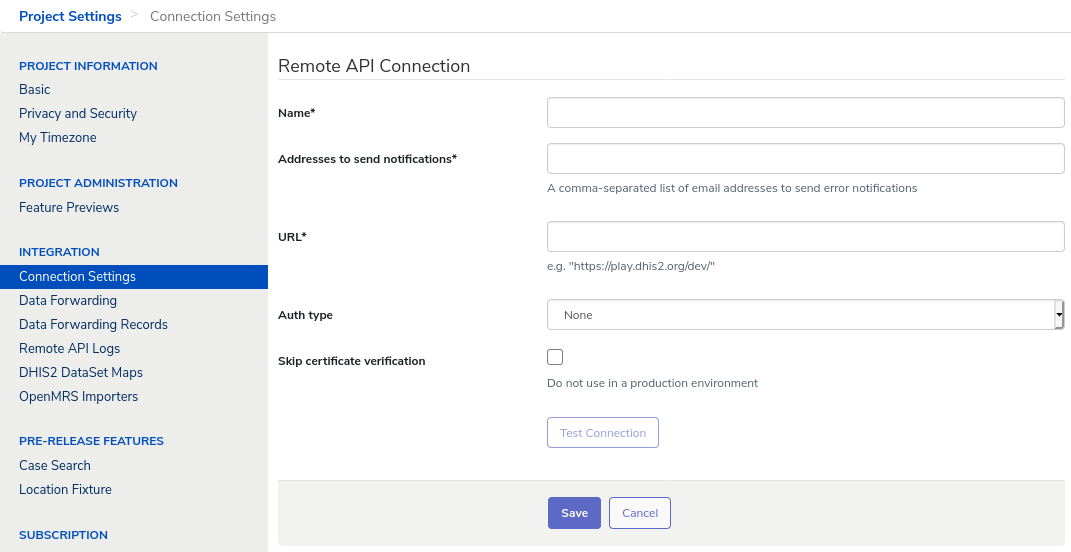 Project Settings > Connection Settings
PROJECT INFORMATION
Basic
Privacy and Security
My Timezone
PROJECT ADMINISTRATION
Feature Previews
INTEGRATION
Connection Settings
Data Forwarding
Data Forwarding Records
Remote API Logs
DHIS2 DataSet Maps
OpenMRS Importers
PRE-RELEASE FEATURES
Case Search
Location Fixture
SUBSCRIPTION
Remote API Connection
Name*
Addresses to send notifications*
A comma-separated list of email addresses to send error notifications
URL*
e.g. "https://play.dhis2.org/dev/"
Auth type None
Skip certificate verification
Do not use in a production environment
Test Connection
Save Cancel